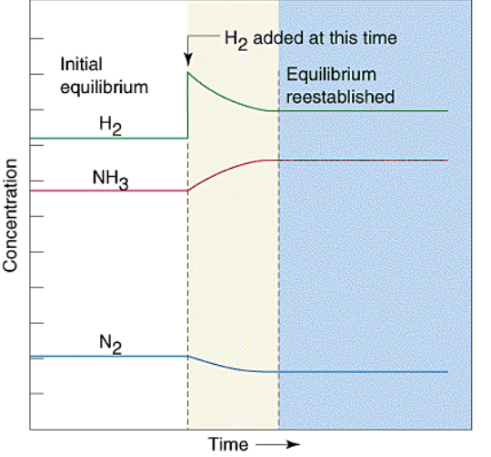 H2 added at this time
Initial
equilibrium
Equilibrium
reestablished
H2
NH3
Concentration
N2
Time